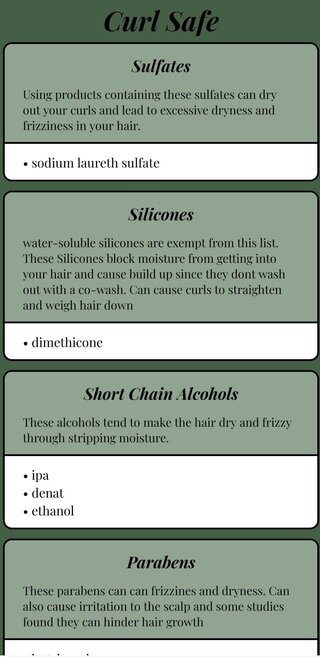 Curl Safe
Sulfates
Using products containing these sulfates can dry
out your curls and lead to excessive dryness and
frizziness in your hair.
• sodium laureth sulfate
Silicones
water-soluble silicones are exempt from this list.
These Silicones block moisture from getting into
your hair and cause build up since they dont wash
out with a co-wash. Can cause curls to straighten
and weigh hair down
• dimethicone
Short Chain Alcohols
These alcohols tend to make the hair dry and frizzy
through stripping moisture.
• ipa
• denat
• ethanol
Parabens
These parabens can can frizzines and dryness. Can
also cause irritation to the scalp and some studies
found they can hinder hair growth